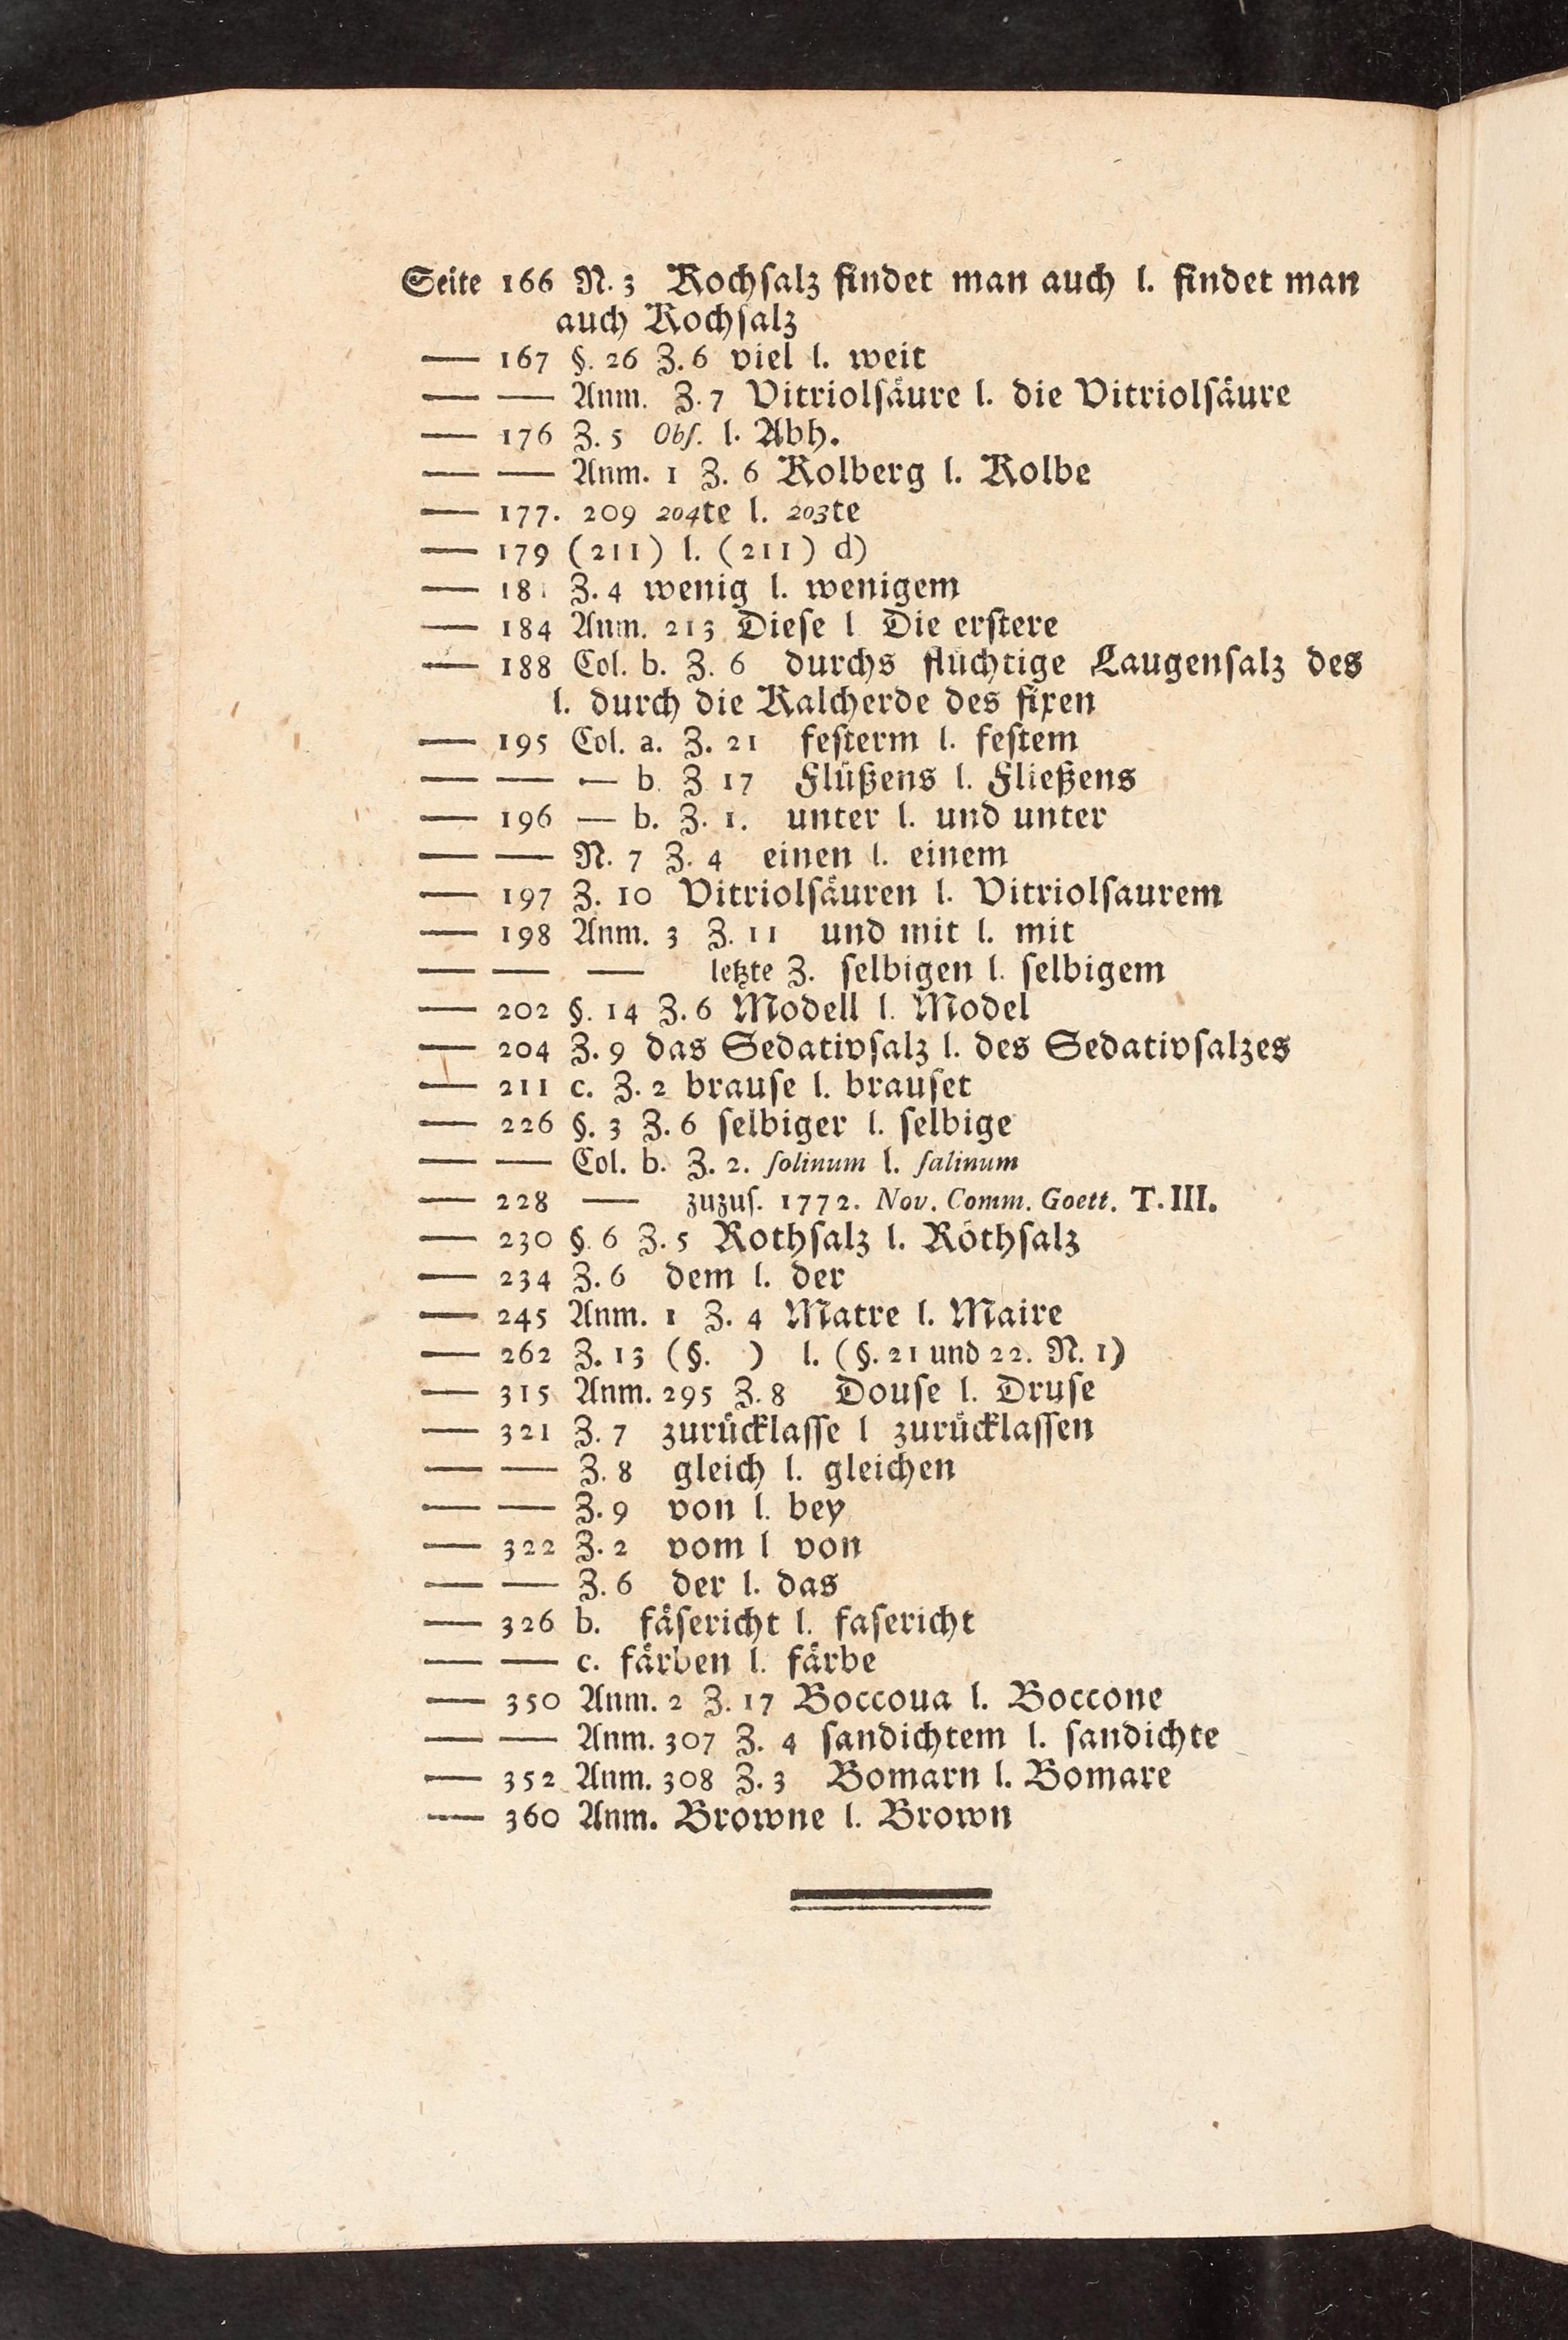 Seite 166 N. 3 Kochſalz findet man auch l. findet man
auch Kochſalz
— 167 §. 26 Z. 6 viel l. weit
— — Anm. Z. 7 Vitriolſäure l. die Vitriolſäure
— 176 Z. 5 Obſ. l. Abh.
— — Anm. 1 Z. 6 Kolberg l. Kolbe
— 177. 209 204te l. 203te
— 179 (211) l. (211) d)
— 18 Z. 4 wenig l. wenigem
— 184 Anm. 213 Dieſe l Die erſtere
— 188 Col. b. Z. 6 durchs flüchtige Laugenſalz des
l. durch die Kalcherde des fixen
— 195 Col. a. Z. 21 feſterm l. feſtem
— — — b. Z 17 Flüßens l. Fließens
— 196 — b. Z. 1. unter l. und unter
— — N. 7 Z. 4 einen l. einem
— 197 Z. 10 Vitriolſäuren l. Vitriolſaurem
— 198 Anm. 3 Z. 11 und mit l. mit
— — — letzte Z. ſelbigen l. ſelbigem
— 202 §. 14 Z. 6 Modell l. Model
— 204 Z. 9 das Sedativſalz l. des Sedativſalzes
— 211 c. Z. 2 brauſe l. brauſet
— 226 §. 3 Z. 6 ſelbiger l. ſelbige
— — Col. b. Z. 2. ſolinum l. ſalinum
— 228 — zuzuſ. 1772. Nov. Comm. Goett. T. III.
— 230 §. 6 Z. 5 Rothſalz l. Röthſalz
— 234 Z. 6 dem l. der
— 245 Anm. 1 Z. 4 Matre l. Maire
— 262 Z. 13 (§. ) l. (§. 21 und 22. N. 1)
— 315 Anm. 295 Z. 8 Douſe l. Druſe
— 321 Z. 7 zurücklaſſe l zurücklaſſen
— — Z. 8 gleich l. gleichen
— — Z. 9 von l. bey
— 322 Z. 2 vom l von
— — Z. 6 der l. das
— 326 b. fäſericht l. faſericht
— — c. färben l. färbe
— 350 Anm. 2 Z. 17 Boccoua l. Boccone
— — Anm. 307 Z. 4 ſandichtem l. ſandichte
— 352 Anm. 308 Z. 3 Bomarn l. Bomare
— 360 Anm. Browne l. Brown